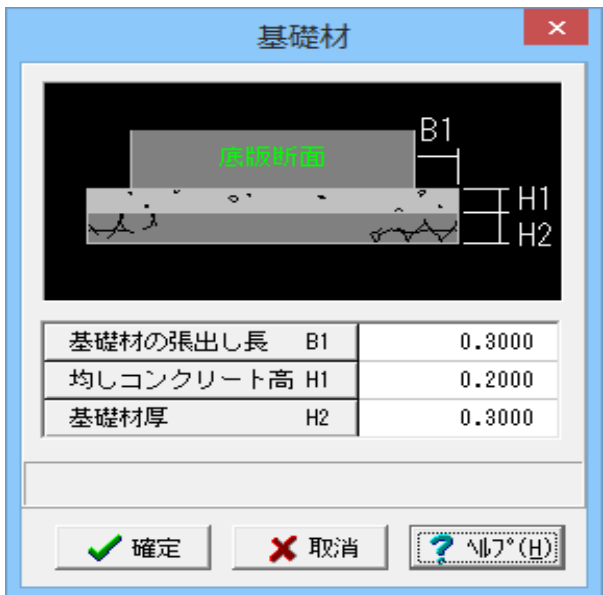 基礎材
B1
底版断面
H1
H2
基礎材の張出し長 B1 0.3000
均しコンクリート高 H1 0.2000
基礎材厚 H2 0.3000
確定 取消 ? ﾍﾙﾌﾟ(H)